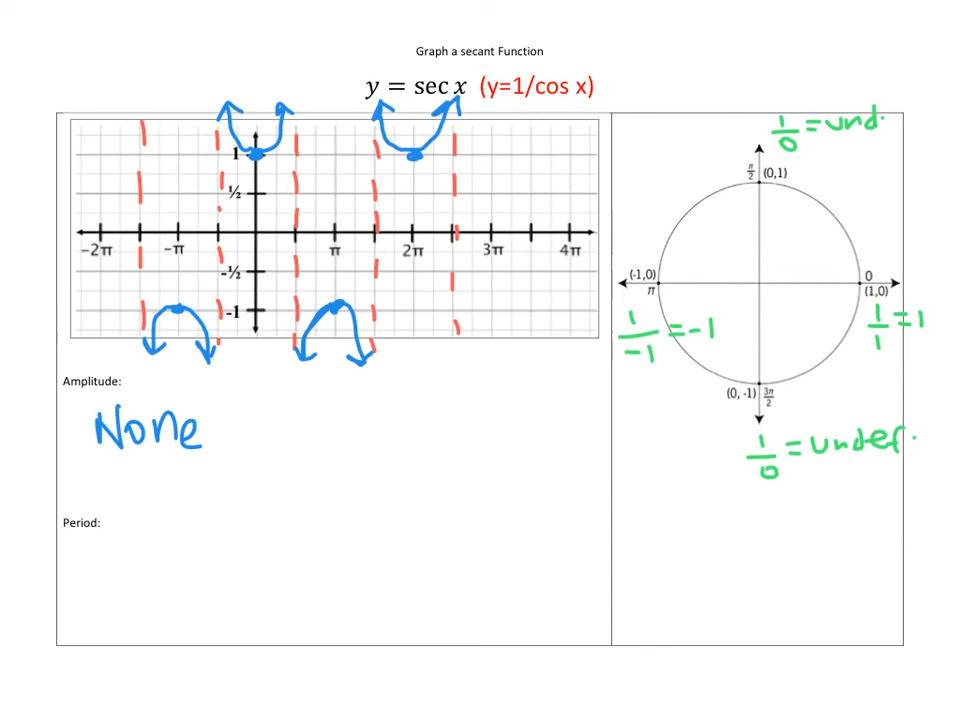 Graph a secant Function
y = sec x (y=1/cos x)
1
½
-½
-1
-2π -π π 2π 3π 4π
Amplitude:
None
Period:
1/0 = und.
π/2 (0,1)
(-1,0)
π
0
(1,0)
1/-1 = -1
1/1 = 1
(0, -1) 3π/2
1/0 = undef.